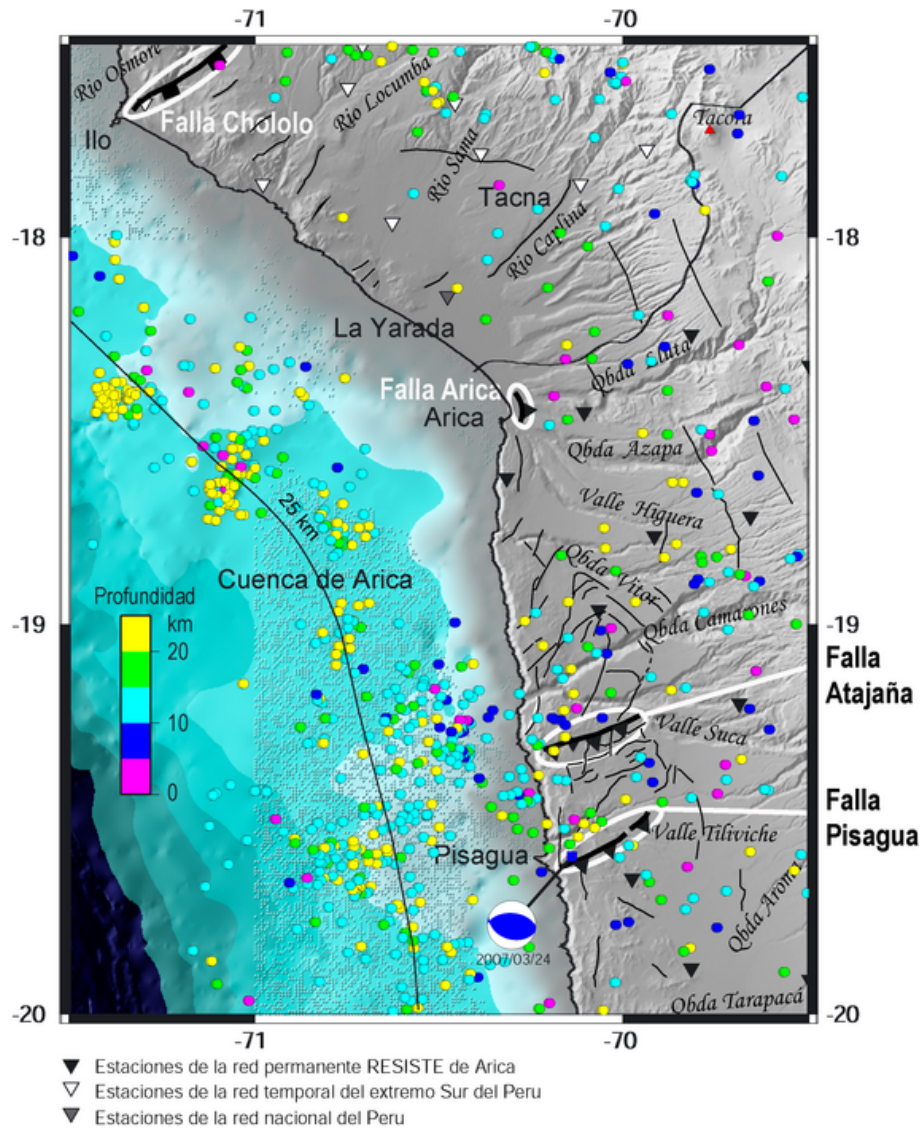 -71 -70
Rio Osmore
Rio Locumba
Falla Chololo
Ilo
Tacora
Rio Sama
Tacna
Rio Caplina
-18 -18
La Yarada
Qbda Lluta
Falla Arica
Arica
Qbda Azapa
25 km
Valle Higuera
Cuenca de Arica
Qbda Vitor
Profundidad
km
20
10
0
Qbda Camarones
-19 -19
Falla
Atajaña
Valle Suca
Falla
Pisagua
Valle Tiliviche
Pisagua
Qbda Aroma
2007/03/24
Qbda Tarapacá
-20 -20
-71 -70
Estaciones de la red permanente RESISTE de Arica
Estaciones de la red temporal del extremo Sur del Peru
Estaciones de la red nacional del Peru